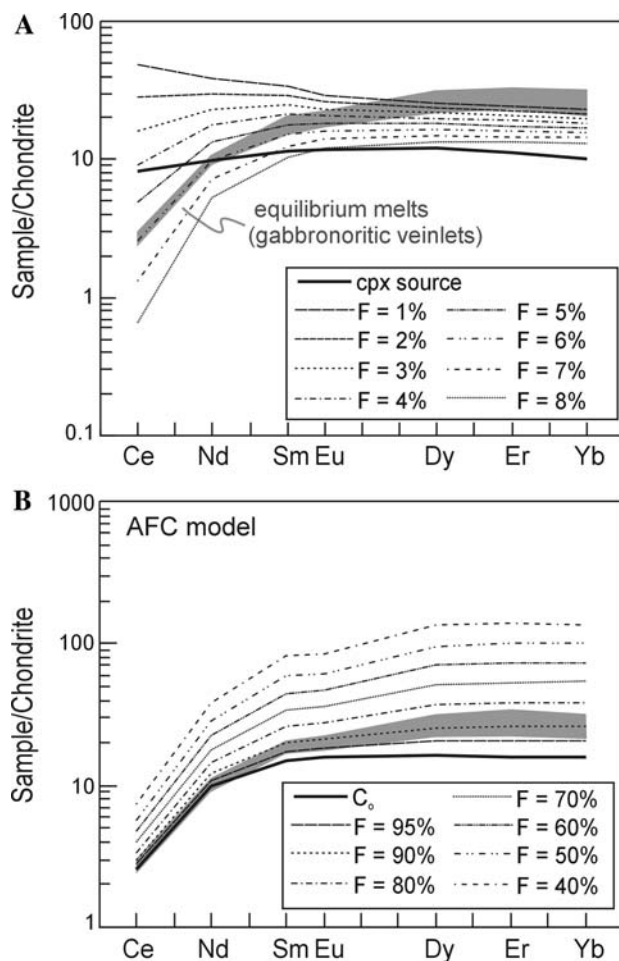 A
100
10
1
0.1
Sample/Chondrite
equilibrium melts
(gabbronoritic veinlets)
cpx source
F = 1% F = 5%
F = 2% F = 6%
F = 3% F = 7%
F = 4% F = 8%
Ce Nd Sm Eu Dy Er Yb
B
1000
100
10
1
Sample/Chondrite
AFC model
Co F = 70%
F = 95% F = 60%
F = 90% F = 50%
F = 80% F = 40%
Ce Nd Sm Eu Dy Er Yb